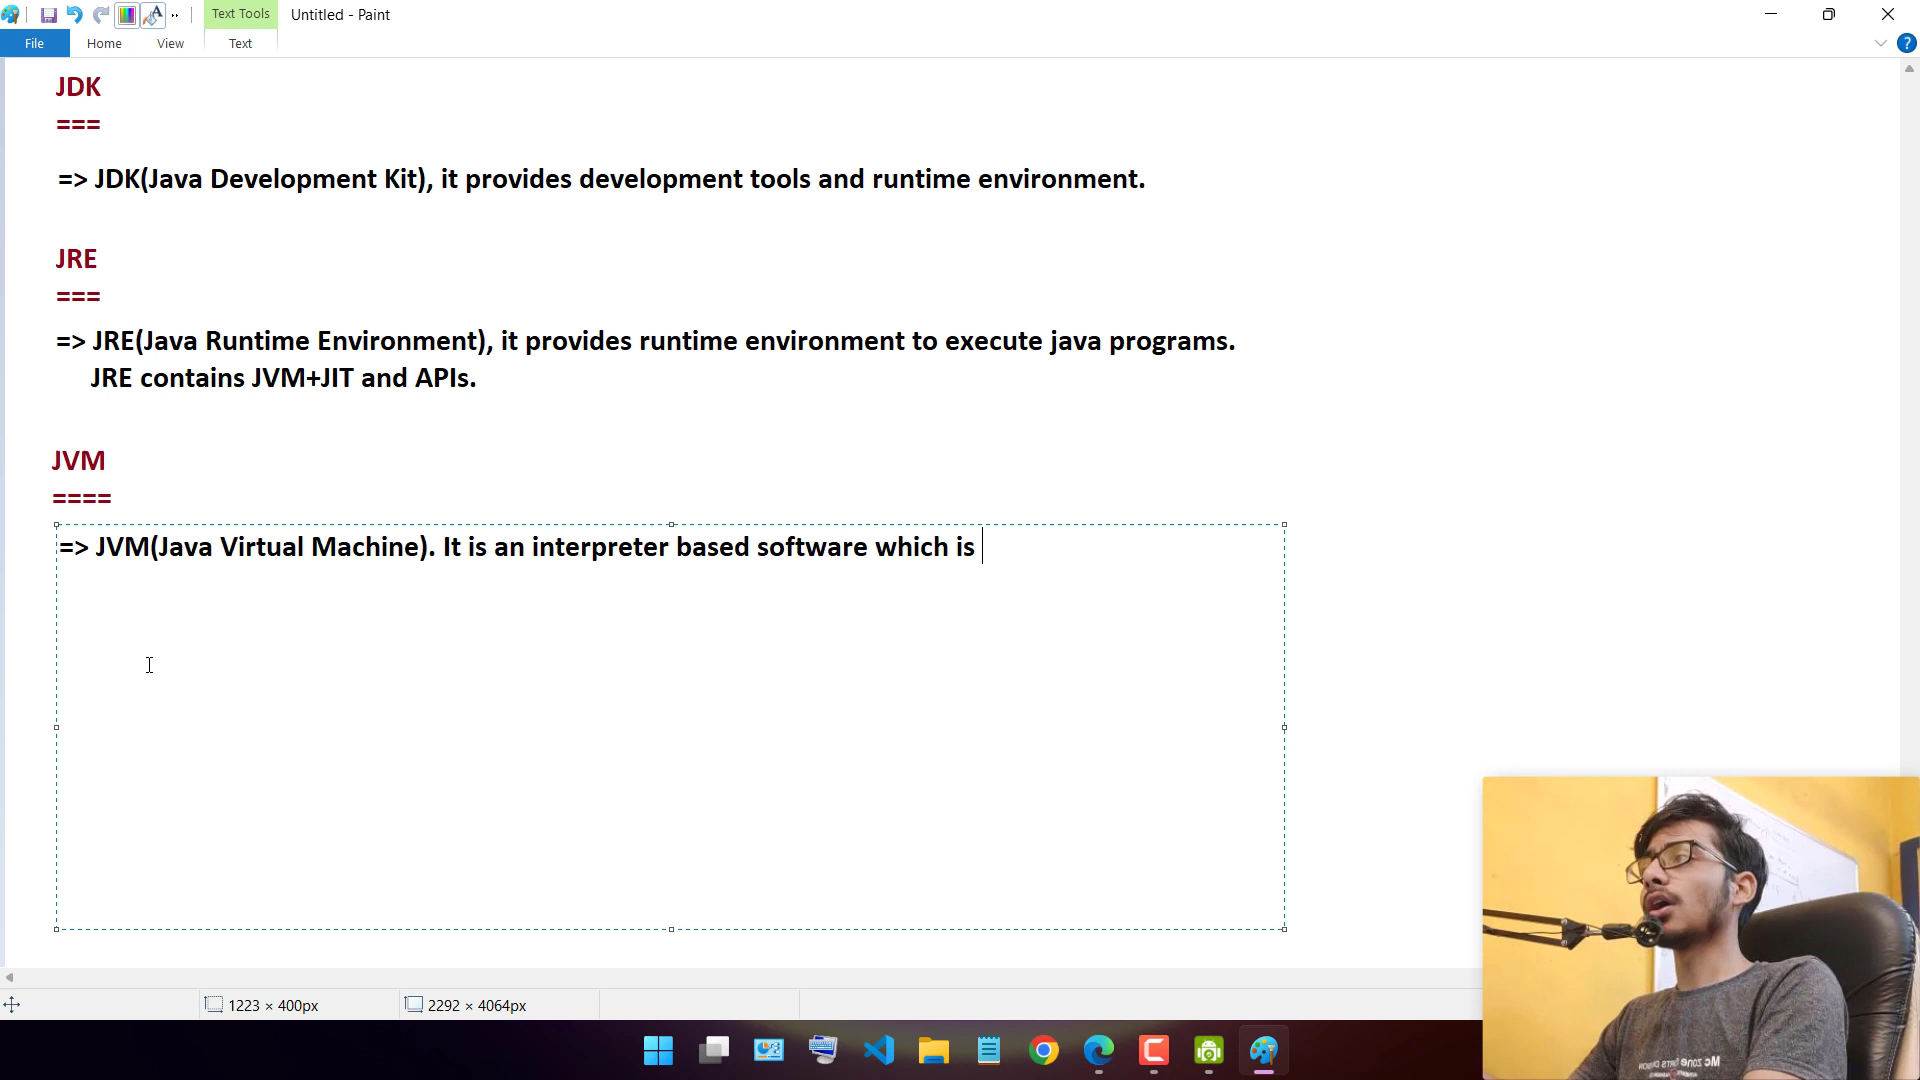 Text Tools
Untitled - Paint
File
Home
View
Text
JDK
===
=> JDK(Java Development Kit), it provides development tools and runtime environment.
JRE
===
=> JRE(Java Runtime Environment), it provides runtime environment to execute java programs.
JRE contains JVM+JIT and APIs.
JVM
====
=> JVM(Java Virtual Machine). It is an interpreter based software which is
1223 × 400px
2292 × 4064px